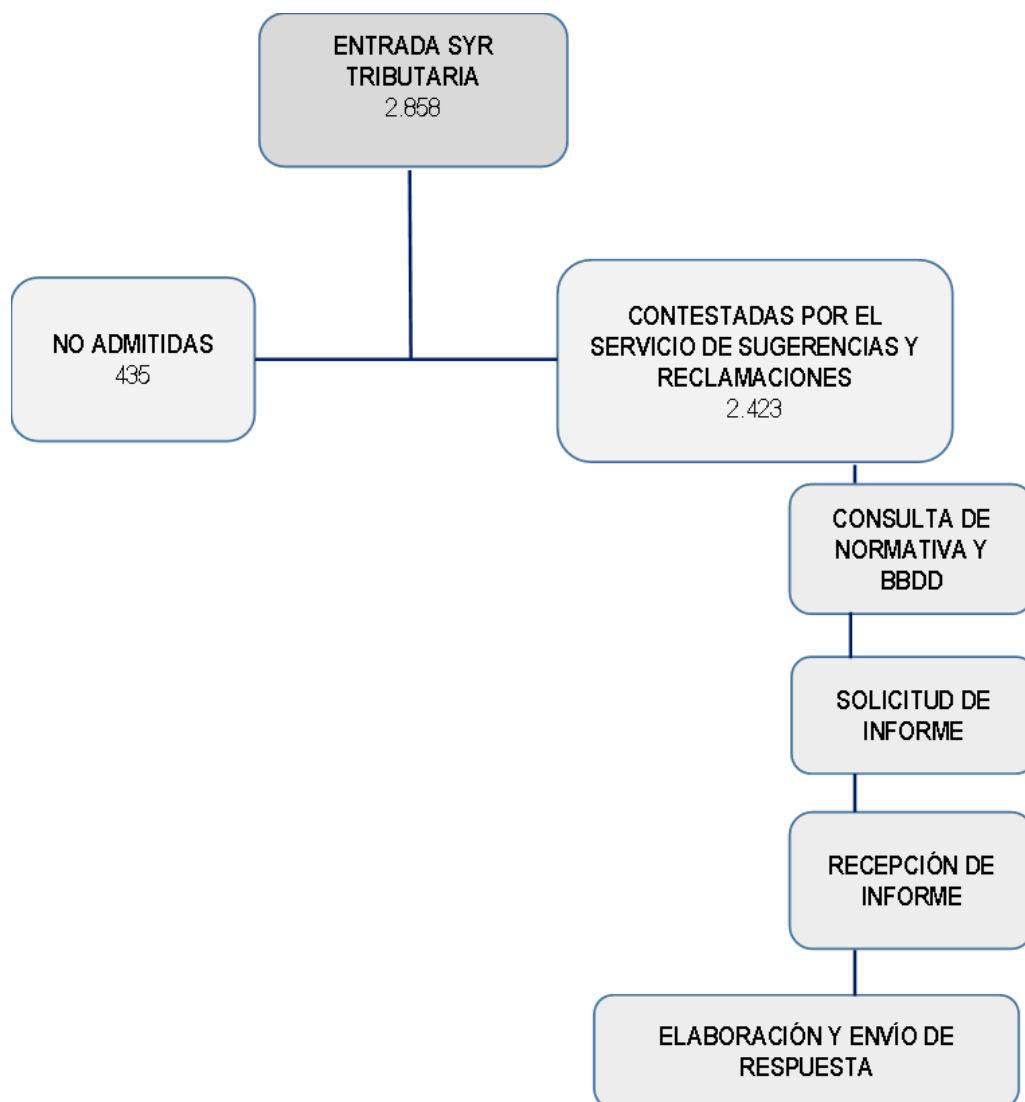 ENTRADA SYR
TRIBUTARIA
2.858
NO ADMITIDAS
435
CONTESTADAS POR EL
SERVICIO DE SUGERENCIAS Y
RECLAMACIONES
2.423
CONSULTA DE
NORMATIVA Y
BBDD
SOLICITUD DE
INFORME
RECEPCIÓN DE
INFORME
ELABORACIÓN Y ENVÍO DE
RESPUESTA